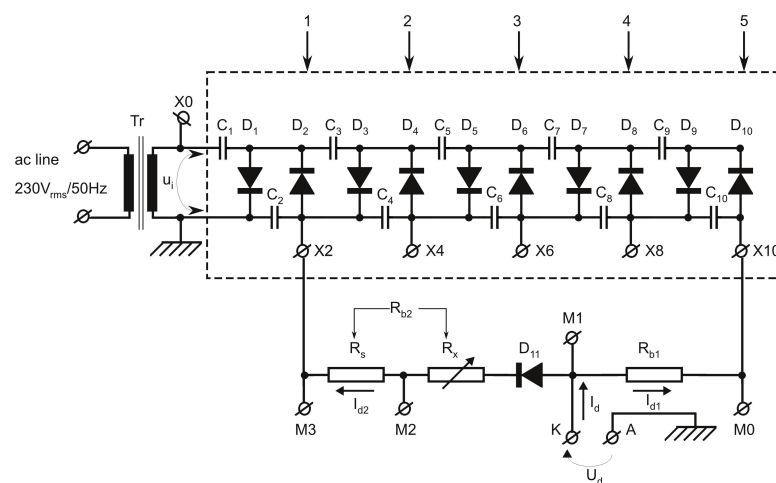 1 2 3 4 5
X0
Tr
C1 D1 D2 C3 D3 D4 C5 D5 D6 C7 D7 D8 C9 D9 D10
ac line
230Vrms/50Hz
ui
C2 C4 C6 C8 C10
X2 X4 X6 X8 X10
Rb2
M1
Rs Rx D11 Rb1
Id2 Id Id1
M3 M2 K A M0
Ud